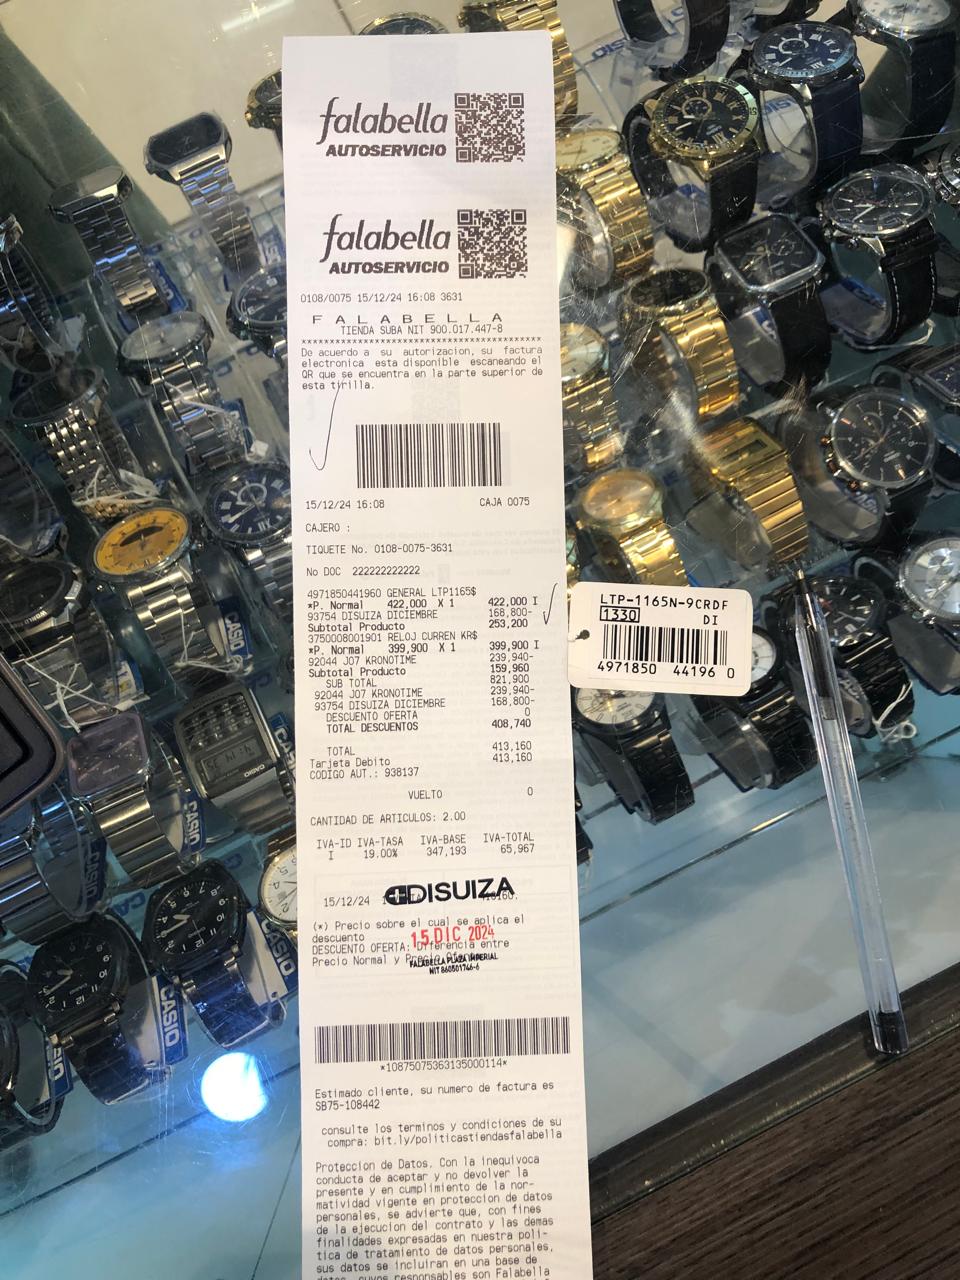 falabella
AUTOSERVICIO
falabella
AUTOSERVICIO
0108/0075 15/12/24 16:08 3631
F A L A B E L L A
TIENDA SUBA NIT 900.017.447-8
De acuerdo a su autorizacion, su factura
electronica esta disponible escaneando el
QR que se encuentra en la parte superior de
esta tirilla.
15/12/24 16:08 CAJA 0075
CAJERO :
TIQUETE No. 0108-0075-3631
No DOC 222222222222
4971850441960 GENERAL LTP1165$
*P. Normal 422,000 X 1 422,000 I
93754 DISUIZA DICIEMBRE 168,800-
Subtotal Producto 253,200
3750008001901 RELOJ CURREN KR$
*P. Normal 399,900 X 1 399,900 I
92044 J07 KRONOTIME 239,940-
Subtotal Producto 159,960
SUB TOTAL 821,900
92044 J07 KRONOTIME 239,940-
93754 DISUIZA DICIEMBRE 168,800-
DESCUENTO OFERTA 0
TOTAL DESCUENTOS 408,740
TOTAL 413,160
Tarjeta Debito 413,160
CODIGO AUT.: 938137
VUELTO 0
CANTIDAD DE ARTICULOS: 2.00
IVA-ID IVA-TASA IVA-BASE IVA-TOTAL
I 19.00% 347,193 65,967
DISUIZA
15/12/24
(*) Precio sobre el cual se aplica el
descuento
15 DIC 2024
DESCUENTO OFERTA: Diferencia entre
Precio Normal y Precio
FALABELLA PLAZA IMPERIAL
NIT 860501746-6
*10875075363135000114*
Estimado cliente, su numero de factura es
SB75-108442
consulte los terminos y condiciones de su
compra: bit.ly/politicastiendasfalabella
Proteccion de Datos. Con la inequivoca
conducta de aceptar y no devolver la
presente y en cumplimiento de la nor-
matividad vigente en proteccion de datos
personales, se advierte que, con fines
de la ejecucion del contrato y las demas
finalidades expresadas en nuestra poli-
tica de tratamiento de datos personales,
sus datos se incluiran en una base de
datos, cuyos responsables son Falabella
LTP-1165N-9CRDF
1330 DI
4971850 44196 0
CASIO
CASIO
CASIO
CASIO
CASIO
CASIO